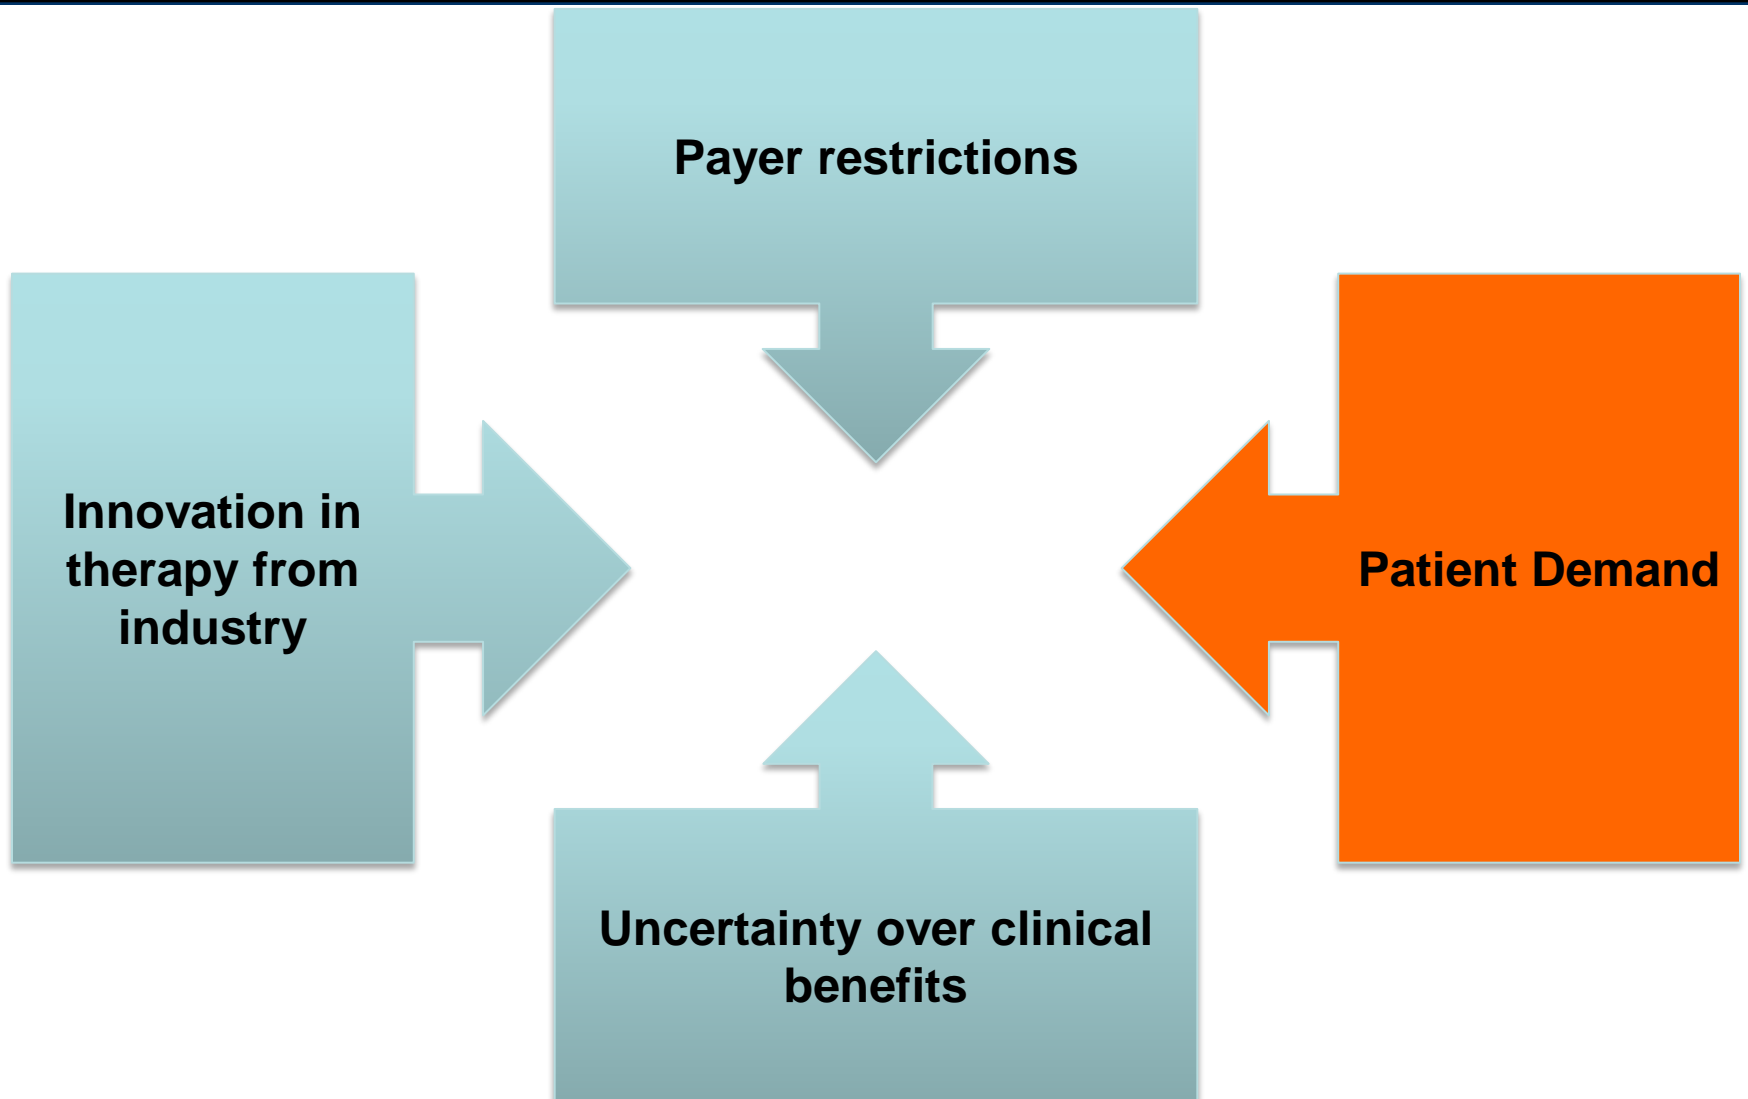 Payer restrictions
Innovation in
therapy from
industry
Patient Demand
Uncertainty over clinical
benefits